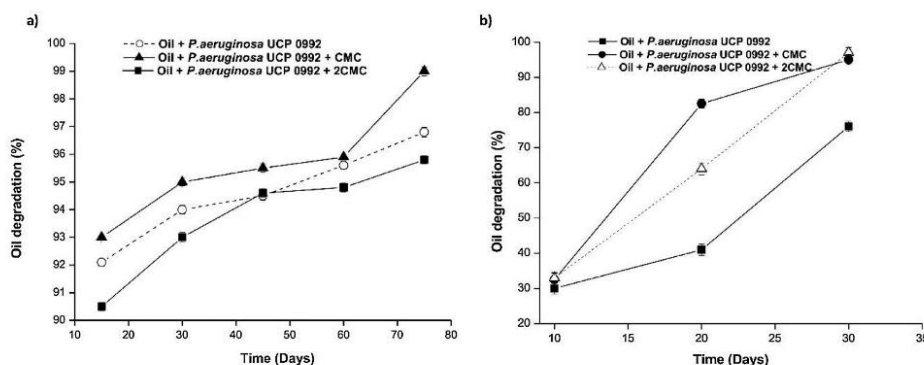 a)
Oil + P.aeruginosa UCP 0992
Oil + P.aeruginosa UCP 0992 + CMC
Oil + P.aeruginosa UCP 0992 + 2CMC
Oil degradation (%)
100
99
98
97
96
95
94
93
92
91
90
10
20
30
40
50
60
70
80
Time (Days)
b)
Oil + P.aeruginosa UCP 0992
Oil + P.aeruginosa UCP 0992 + CMC
Oil + P.aeruginosa UCP 0992 + 2CMC
Oil degradation (%)
100
90
80
70
60
50
40
30
20
10
15
20
25
30
35
Time (Days)